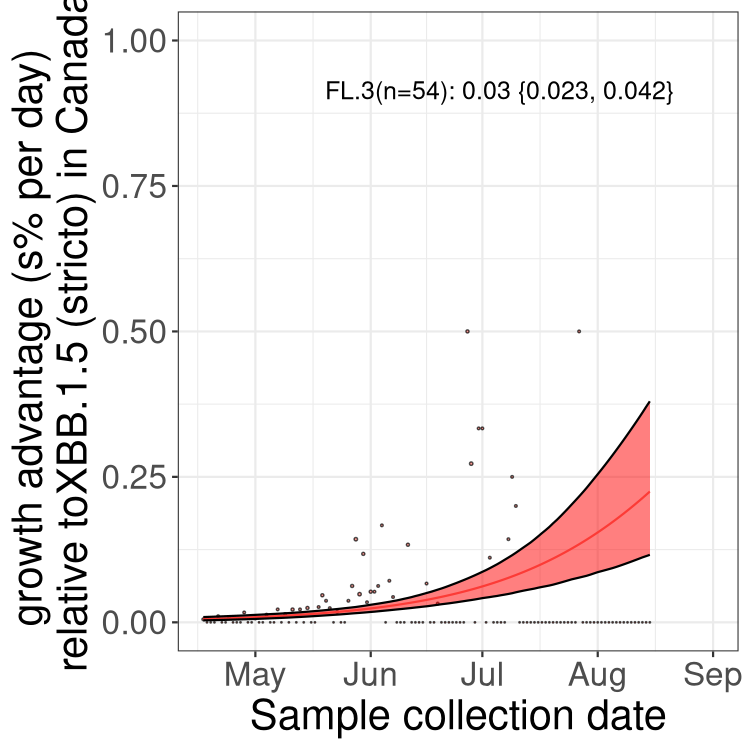 growth advantage (s% per day)
relative toXBB.1.5 (stricto) in Canada
1.00
0.75
0.50
0.25
0.00
FL.3(n=54): 0.03 {0.023, 0.042}
May Jun Jul Aug Sep
Sample collection date